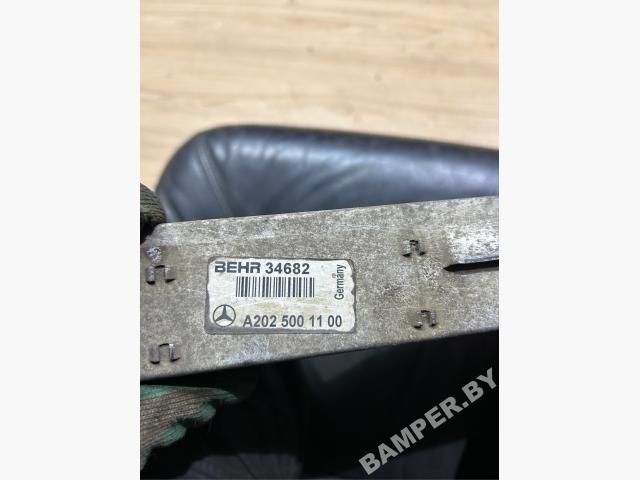 BEHR 34682
Germany
A202 500 11 00
BAMPER.BY